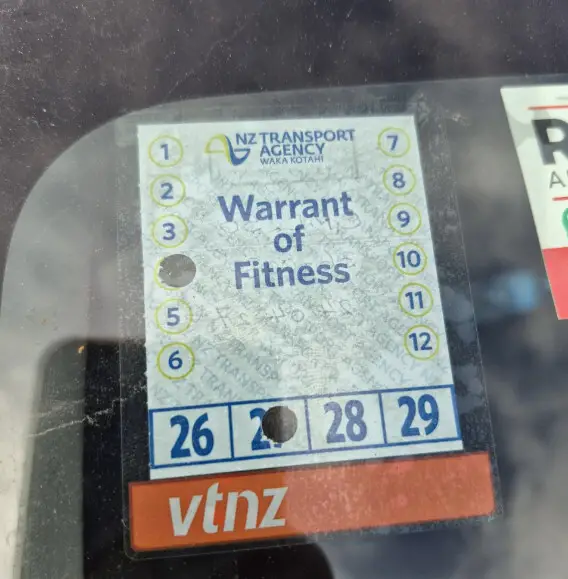 NZ TRANSPORT
AGENCY
WAKA KOTAHI
1
2
3
5
6
7
8
9
10
11
12
Warrant
of
Fitness
26 2 28 29
vtnz
R
A